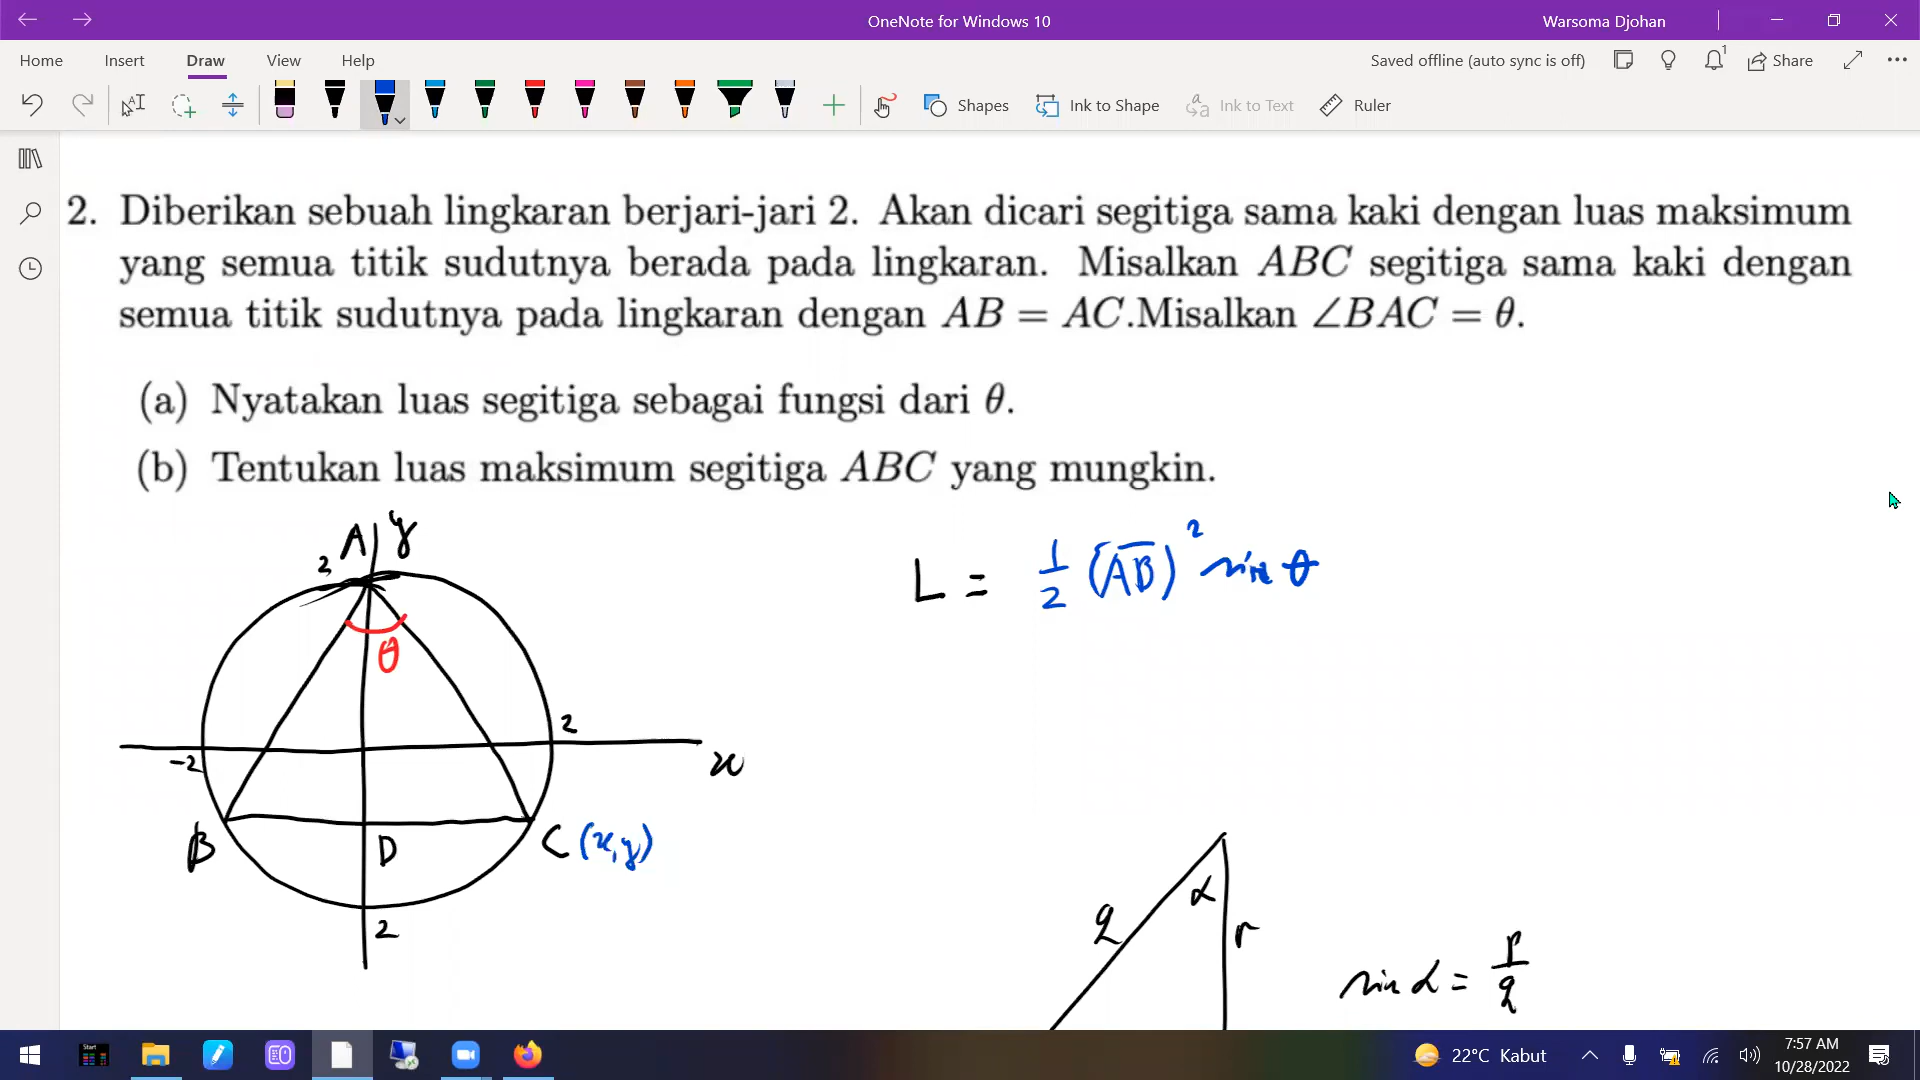 OneNote for Windows 10
Warsoma Djohan
Home Insert Draw View Help
Saved offline (auto sync is off)
1
Share
Shapes
Ink to Shape
Ink to Text
Ruler
2. Diberikan sebuah lingkaran berjari-jari 2. Akan dicari segitiga sama kaki dengan luas maksimum
yang semua titik sudutnya berada pada lingkaran. Misalkan ABC segitiga sama kaki dengan
semua titik sudutnya pada lingkaran dengan AB = AC.Misalkan ∠BAC = θ.
(a) Nyatakan luas segitiga sebagai fungsi dari θ.
(b) Tentukan luas maksimum segitiga ABC yang mungkin.
A y
2
L = 1/2 (AB)² sin θ
θ
2
-2
x
B D C (x,y)
2
α
q
r
sin α = p/q
Start
22°C Kabut
7:57 AM
10/28/2022